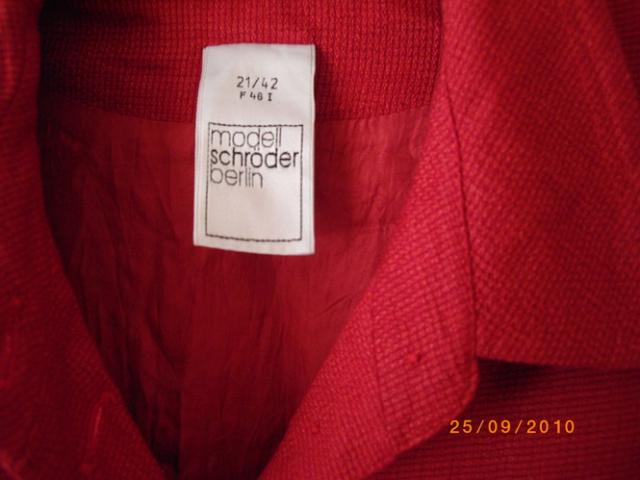 21/42
F 46 I
modell
schröder
berlin
25/09/2010